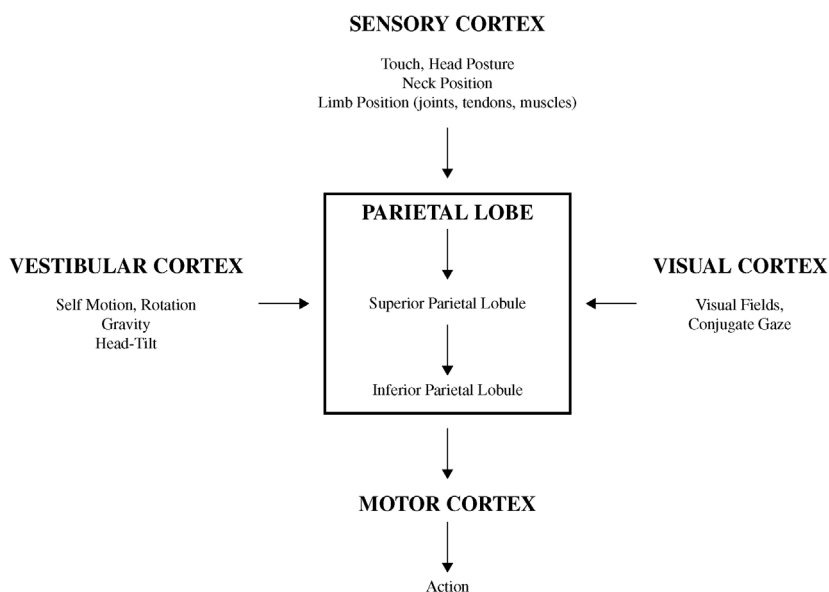 SENSORY CORTEX
Touch, Head Posture
Neck Position
Limb Position (joints, tendons, muscles)
PARIETAL LOBE
VESTIBULAR CORTEX
Self Motion, Rotation
Gravity
Head-Tilt
Superior Parietal Lobule
VISUAL CORTEX
Visual Fields,
Conjugate Gaze
Inferior Parietal Lobule
MOTOR CORTEX
Action